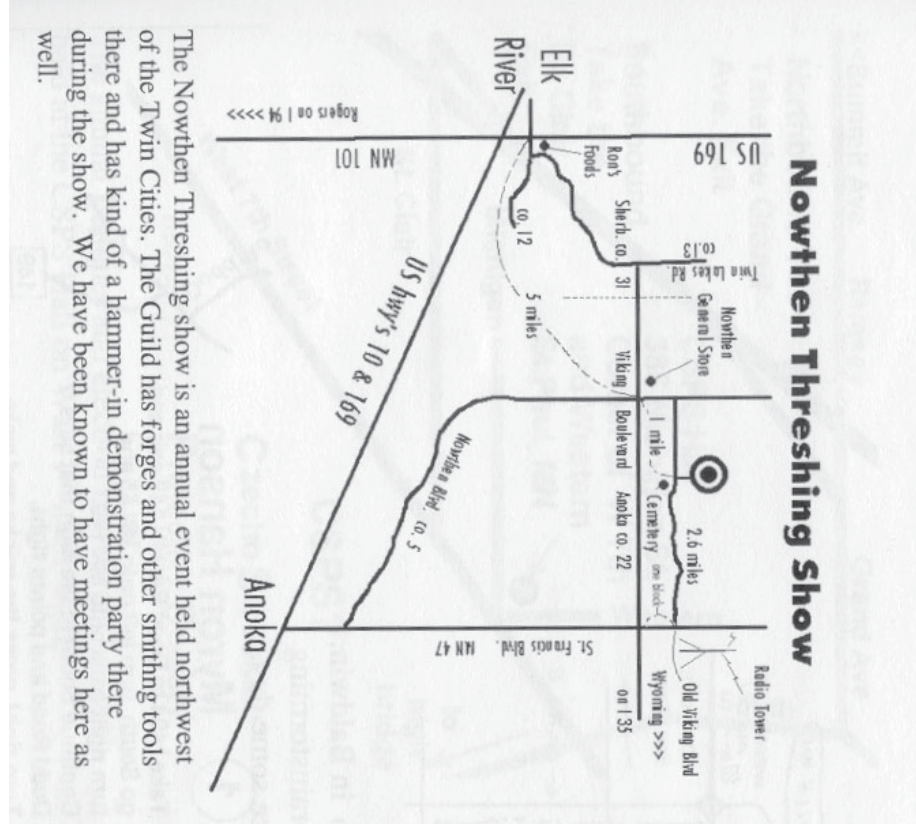 Nowthen Threshing Show
Radio Tower
Old Viking Blvd
Wyoming >>>
on I 35
US 169
Twin Lakes Rd.
co. 13
Nowthen
General Store
2.6 miles
1 mile
Cemetery
one block
Sherb. co. 31
Viking Boulevard Anoka co. 22
Ron's
Foods
co. 12
5 miles
St. Francis Blvd. MN 47
Elk
River
MN 101
Rogers on I 94 >>>>>
Nowthen Blvd. co. 5
US hwy's 10 & 169
Anoka
The Nowthen Threshing show is an annual event held northwest
of the Twin Cities. The Guild has forges and other smithng tools
there and has kind of a hammer-in demonstration party there
during the show. We have been known to have meetings here as
well.